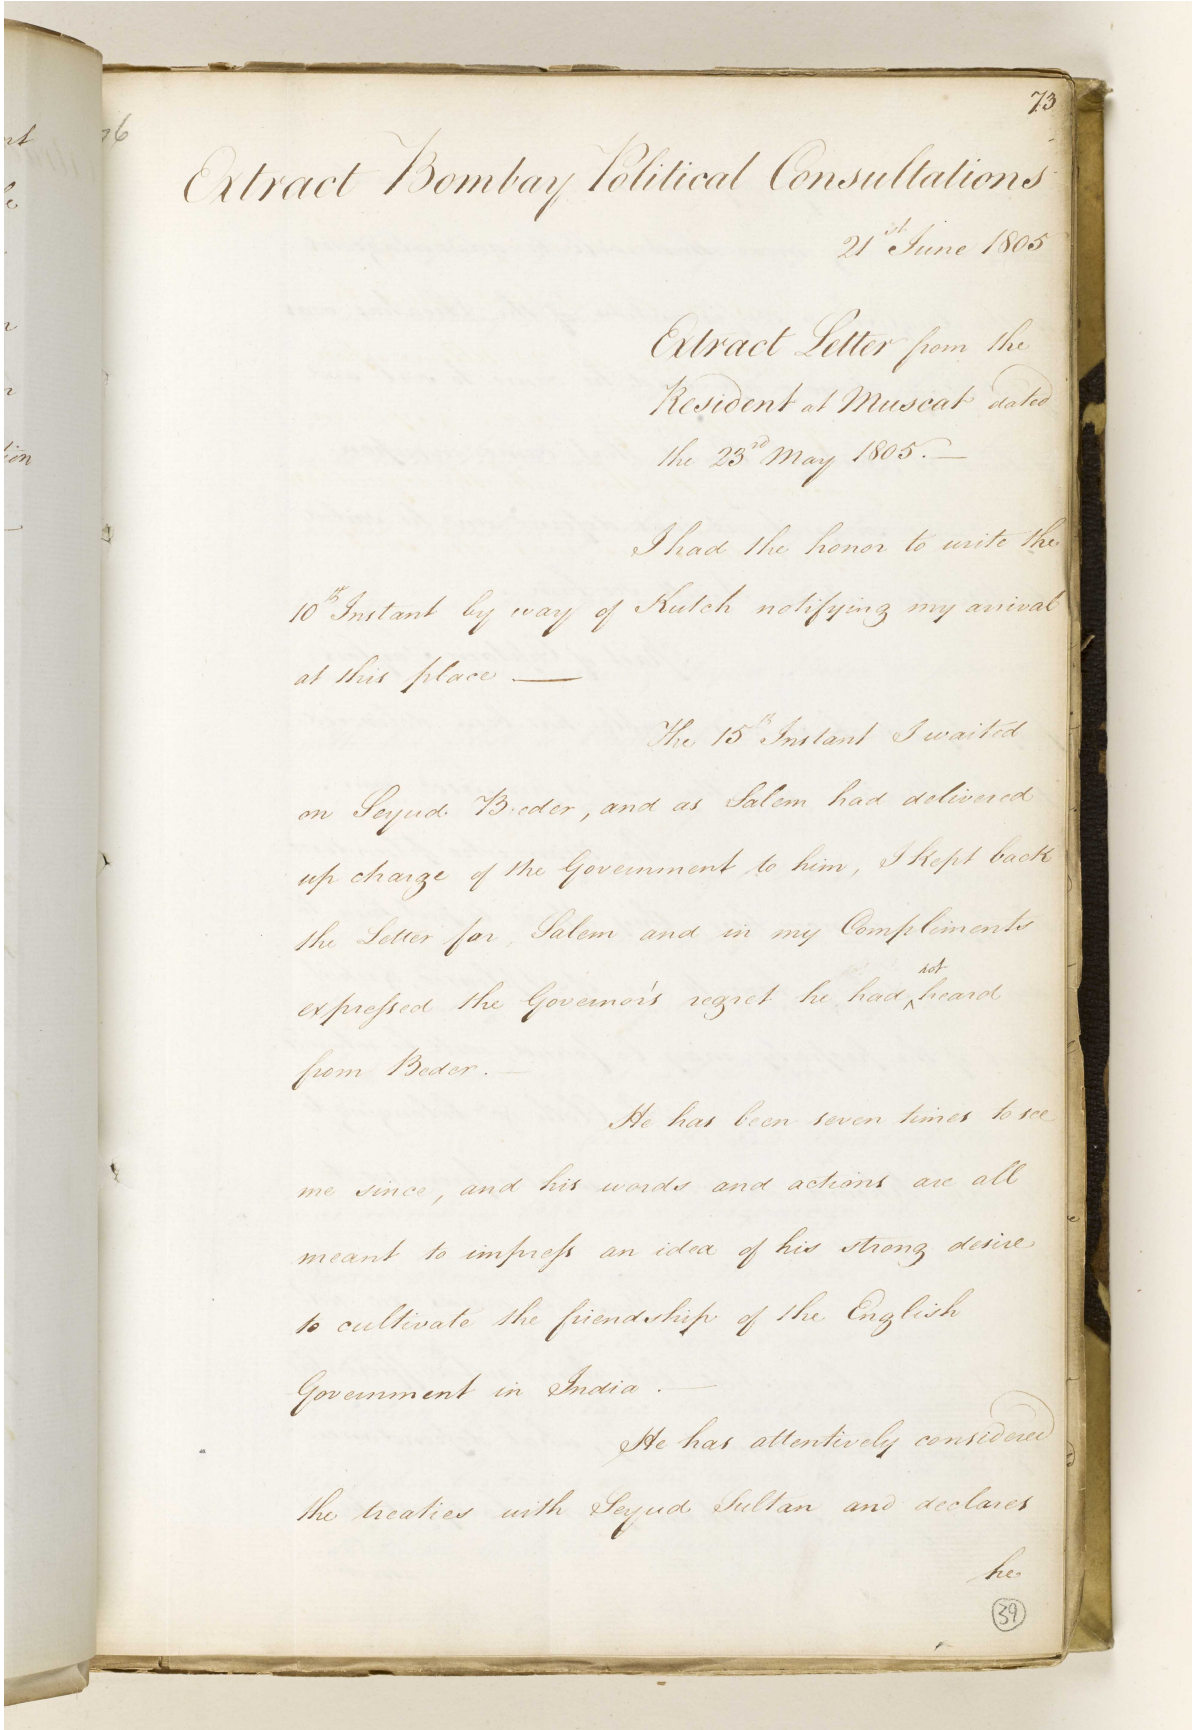 73
Extract Bombay Political Consultations
21st June 1805
Extract Letter from the
Resident at Muscat dated
the 23rd May 1805. —
I had the honor to write the
10th Instant by way of Kutch notifying my arrival
at this place —
The 15th Instant I waited
on Seyud Beder, and as Salem had delivered
up charge of the Government to him, I kept back
the Letter for Salem and in my Compliments
expressed the Governor's regret he had not heard
from Beder. —
He has been seven times to see
me since, and his words and actions are all
meant to impress an idea of his strong desire
to cultivate the friendship of the English
Government in India. —
He has attentively considered
the treaties with Seyud Sultan and declares
he
39